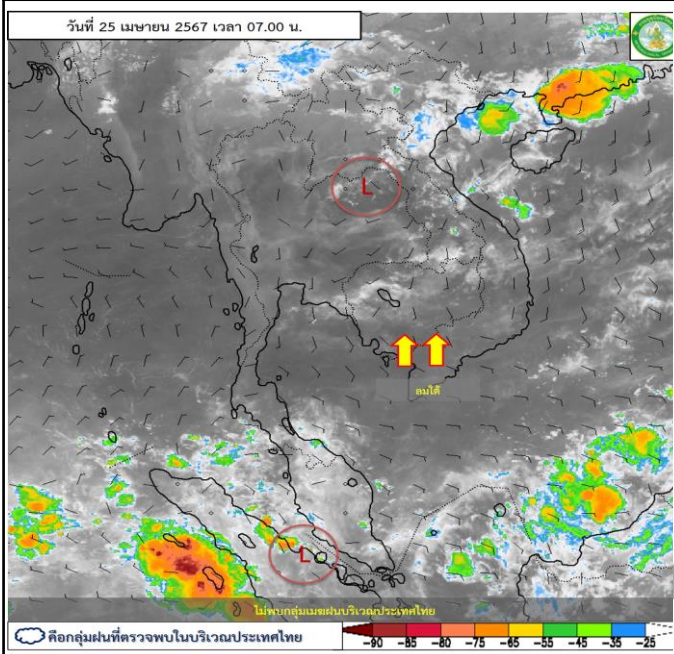 วันที่ 25 เมษายน 2567 เวลา 07.00 น.
L
ลมใต้
L
ไม่พบกลุ่มเมฆฝนบริเวณประเทศไทย
คือกลุ่มฝนที่ตรวจพบในบริเวณประเทศไทย
-90 -85 -80 -75 -65 -55 -45 -35 -25